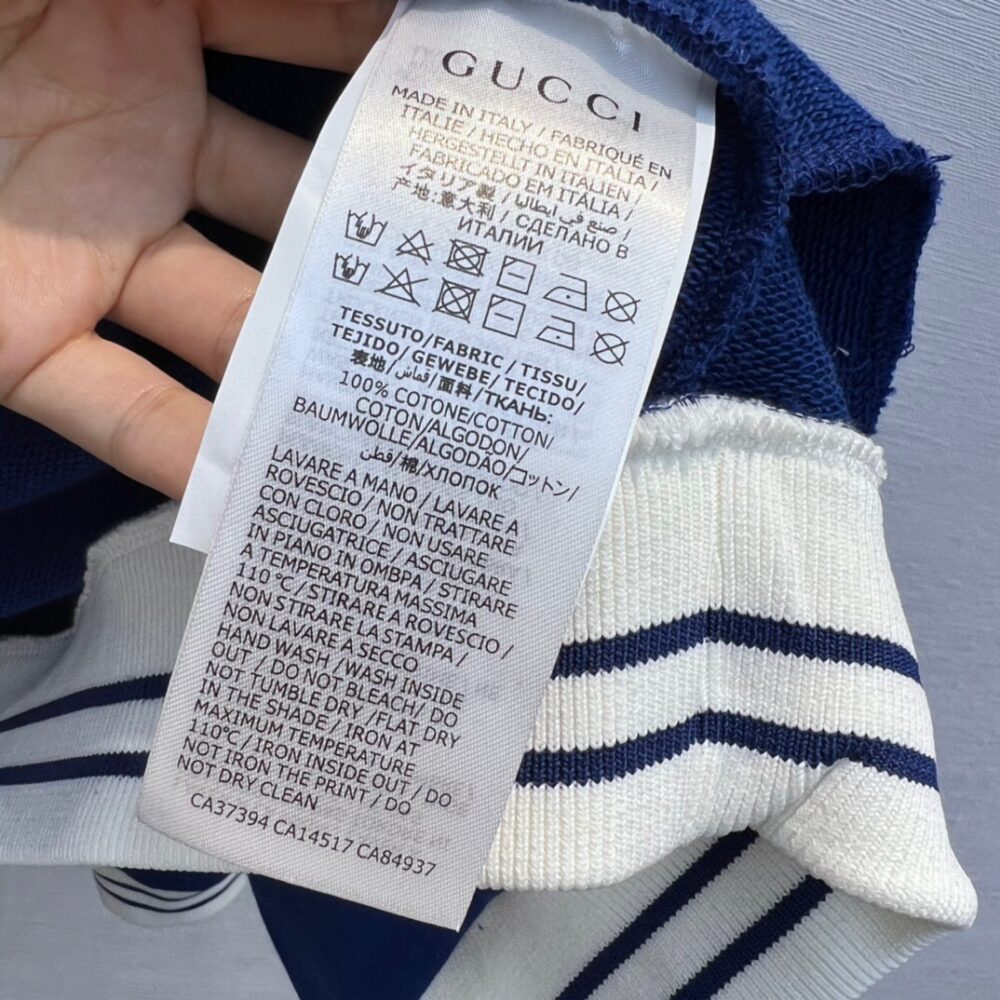 GUCCI
MADE IN ITALY / FABRIQUÉ EN
ITALIE / HECHO EN ITALIA /
HERGESTELLT IN ITALIEN /
FABRICADO EM ITALIA /
イタリア製 / صنع في ايطاليا /
产地:意大利 / СДЕЛАНО В
ИТАЛИИ
TESSUTO/FABRIC / TISSU/
TEJIDO/ GEWEBE/ TECIDO/
表地/قماش/面料/ТКАНЬ:
100% COTONE/COTTON/
COTON/ALGODON/
BAUMWOLLE/ALGODAO/コットン/
قطن/棉/ХЛОПОК
LAVARE A MANO / LAVARE A
ROVESCIO / NON TRATTARE
CON CLORO / NON USARE
ASCIUGATRICE / ASCIUGARE
IN PIANO IN OMBPA / STIRARE
A TEMPERATURA MASSIMA
110 °C/ STIRARE A ROVESCIO /
NON STIRARE LA STAMPA /
NON LAVARE A SECCO
HAND WASH /WASH INSIDE
OUT / DO NOT BLEACH/ DO
NOT TUMBLE DRY /FLAT DRY
IN THE SHADE / IRON AT
MAXIMUM TEMPERATURE
110°C / IRON INSIDE OUT / DO
NOT IRON THE PRINT / DO
NOT DRY CLEAN
CA37394 CA14517 CA84937